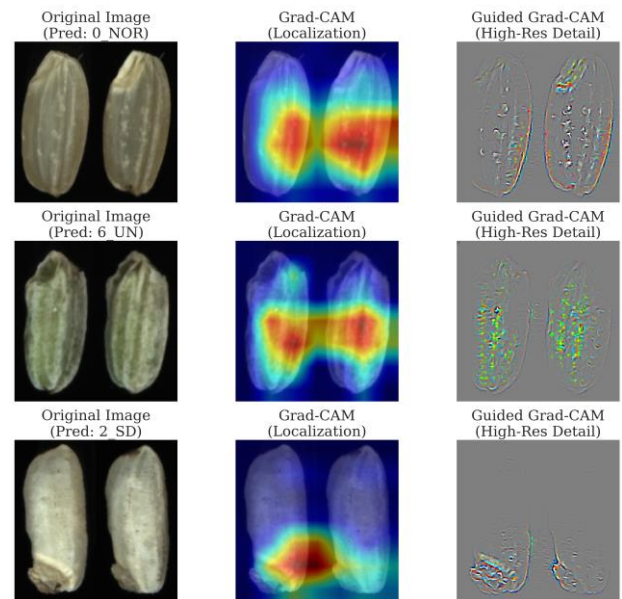 Original Image
(Pred: 0_NOR)
Grad-CAM
(Localization)
Guided Grad-CAM
(High-Res Detail)
Original Image
(Pred: 6_UN)
Grad-CAM
(Localization)
Guided Grad-CAM
(High-Res Detail)
Original Image
(Pred: 2_SD)
Grad-CAM
(Localization)
Guided Grad-CAM
(High-Res Detail)